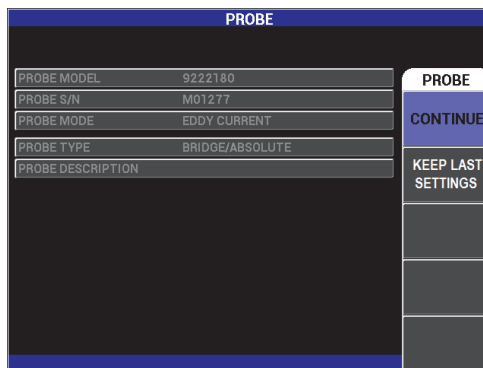 PROBE
PROBE MODEL 9222180
PROBE S/N M01277
PROBE MODE EDDY CURRENT
PROBE TYPE BRIDGE/ABSOLUTE
PROBE DESCRIPTION
PROBE
CONTINUE
KEEP LAST
SETTINGS